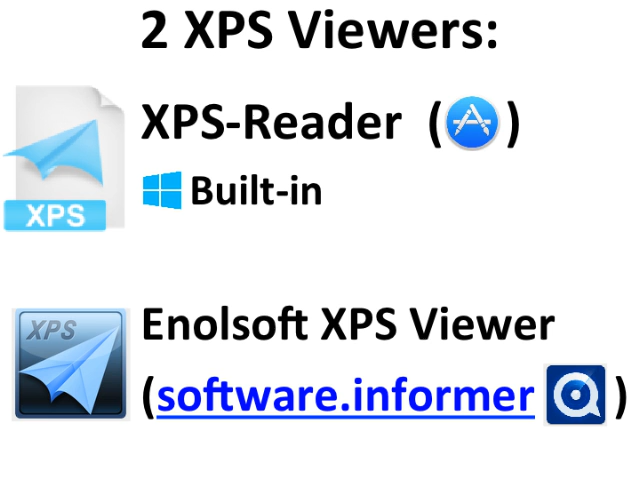 2 XPS Viewers:
XPS-Reader ( )
XPS
Built-in
XPS
Enolsoft XPS Viewer
(software.informer )